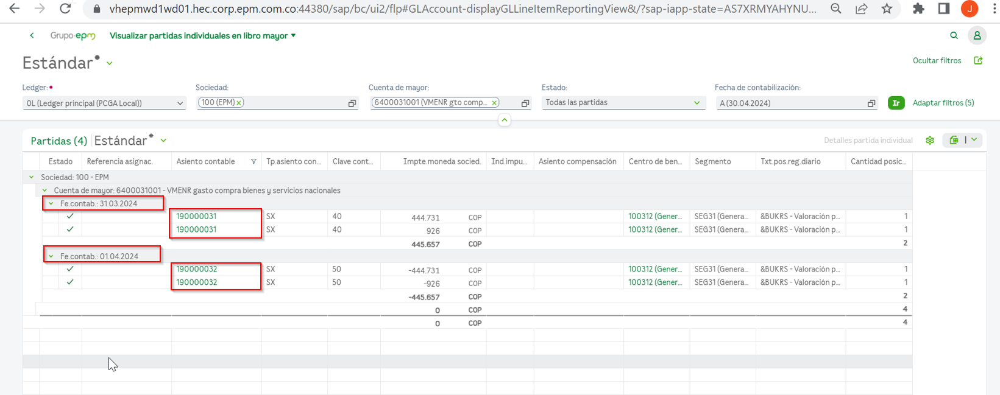 vhepmwd1wd01.hec.corp.epm.com.co:44380/sap/bc/ui2/flp#GLAccount-displayGLLineItemReportingView&/?sap-iapp-state=AS7XRMYAHYNU... J
Grupo·epm Visualizar partidas individuales en libro mayor
Estándar* Ocultar filtros
Ledger:* Sociedad: Cuenta de mayor: Estado: Fecha de contabilización:
0L (Ledger principal (PCGA Local)) 100 (EPM) 6400031001 (VMENR gto comp... Todas las partidas A (30.04.2024) Ir Adaptar filtros (5)
Partidas (4) Estándar* Detalles partida individual
Estado Referencia asignac. Asiento contable Tp.asiento con... Clave cont... Impte.moneda socied. Ind.impu... Asiento compensación Centro de ben... Segmento Txt.pos.reg.diario Cantidad posic...
Sociedad: 100 - EPM
Cuenta de mayor: 6400031001 - VMENR gasto compra bienes y servicios nacionales
Fe.contab.: 31.03.2024
190000031 SX 40 444.731 COP 100312 (Gener... SEG31 (Genera... &BUKRS - Valoración p... 1
190000031 SX 40 926 COP 100312 (Gener... SEG31 (Genera... &BUKRS - Valoración p... 1
445.657 COP 2
Fe.contab.: 01.04.2024
190000032 SX 50 -444.731 COP 100312 (Gener... SEG31 (Genera... &BUKRS - Valoración p... 1
190000032 SX 50 -926 COP 100312 (Gener... SEG31 (Genera... &BUKRS - Valoración p... 1
-445.657 COP 2
0 COP 4
0 COP 4